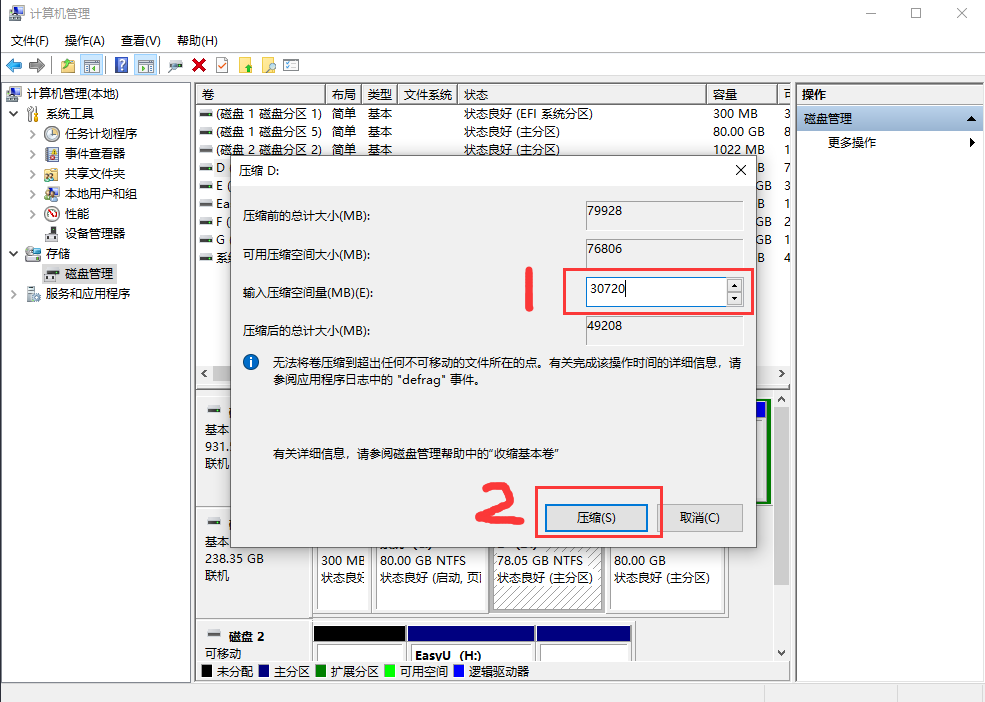 计算机管理
文件(F) 操作(A) 查看(V) 帮助(H)
计算机管理(本地)
系统工具
任务计划程序
事件查看器
共享文件夹
本地用户和组
性能
设备管理器
存储
磁盘管理
服务和应用程序
卷 布局 类型 文件系统 状态 容量
(磁盘 1 磁盘分区 1) 简单 基本 状态良好 (EFI 系统分区) 300 MB
(磁盘 1 磁盘分区 5) 简单 基本 状态良好 (主分区) 80.00 GB 8
(磁盘 2 磁盘分区 2) 简单 基本 状态良好 (主分区) 1022 MB 1
D
E (
Ea
F (
G (
系
操作
磁盘管理
更多操作
压缩 D:
压缩前的总计大小(MB):
79928
可用压缩空间大小(MB):
76806
1
输入压缩空间量(MB)(E):
30720
压缩后的总计大小(MB):
49208
无法将卷压缩到超出任何不可移动的文件所在的点。有关完成该操作时间的详细信息，请
参阅应用程序日志中的 "defrag" 事件。
有关详细信息，请参阅磁盘管理帮助中的“收缩基本卷”
2
压缩(S) 取消(C)
基本
931.
联机
基本
238.35 GB
联机
300 MB
状态良好
80.00 GB NTFS
状态良好 (启动, 页
78.05 GB NTFS
状态良好 (主分区)
80.00 GB
状态良好 (主分区)
磁盘 2
可移动
EasyU (H:)
未分配 主分区 扩展分区 可用空间 逻辑驱动器